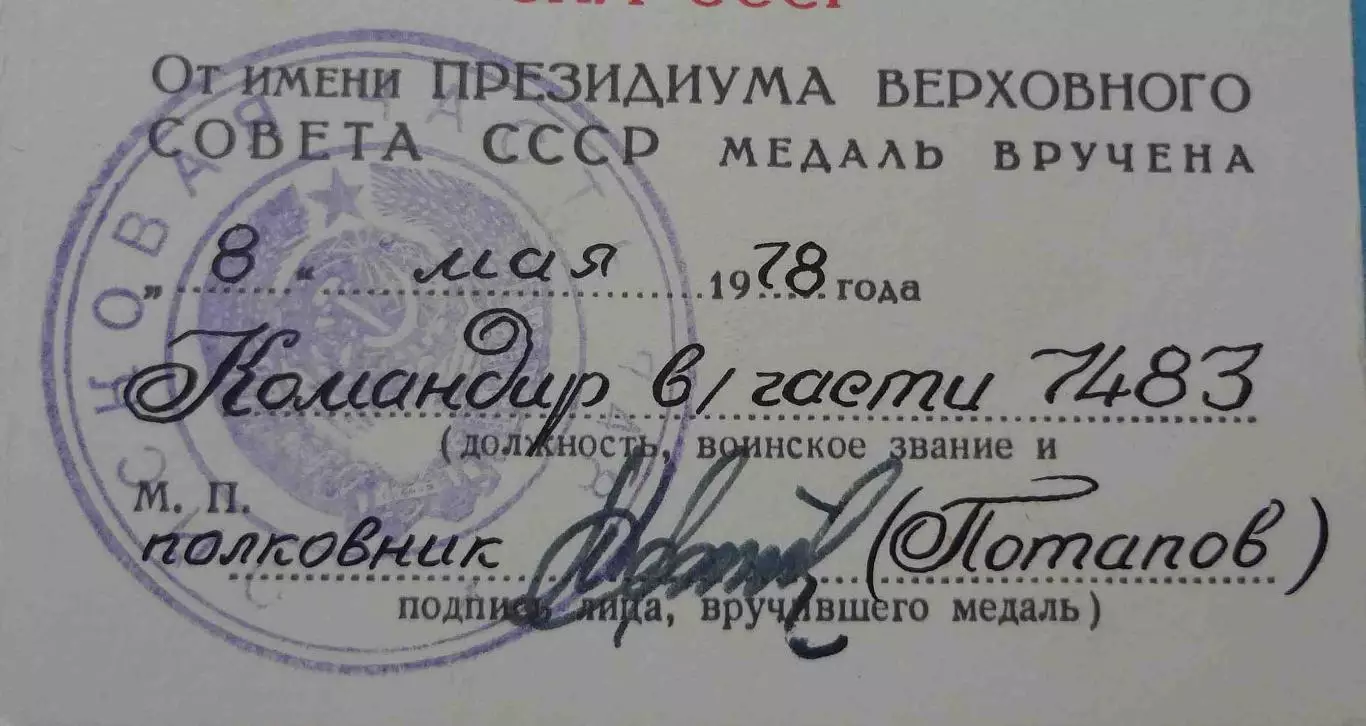 СССР
От имени ПРЕЗИДИУМА ВЕРХОВНОГО
СОВЕТА СССР МЕДАЛЬ ВРУЧЕНА
„ 8 “ мая 1978 года
Командир в/части 7483
(должность, воинское звание и
М. П.
полковник (Потапов)
подпись лица, вручившего медаль)